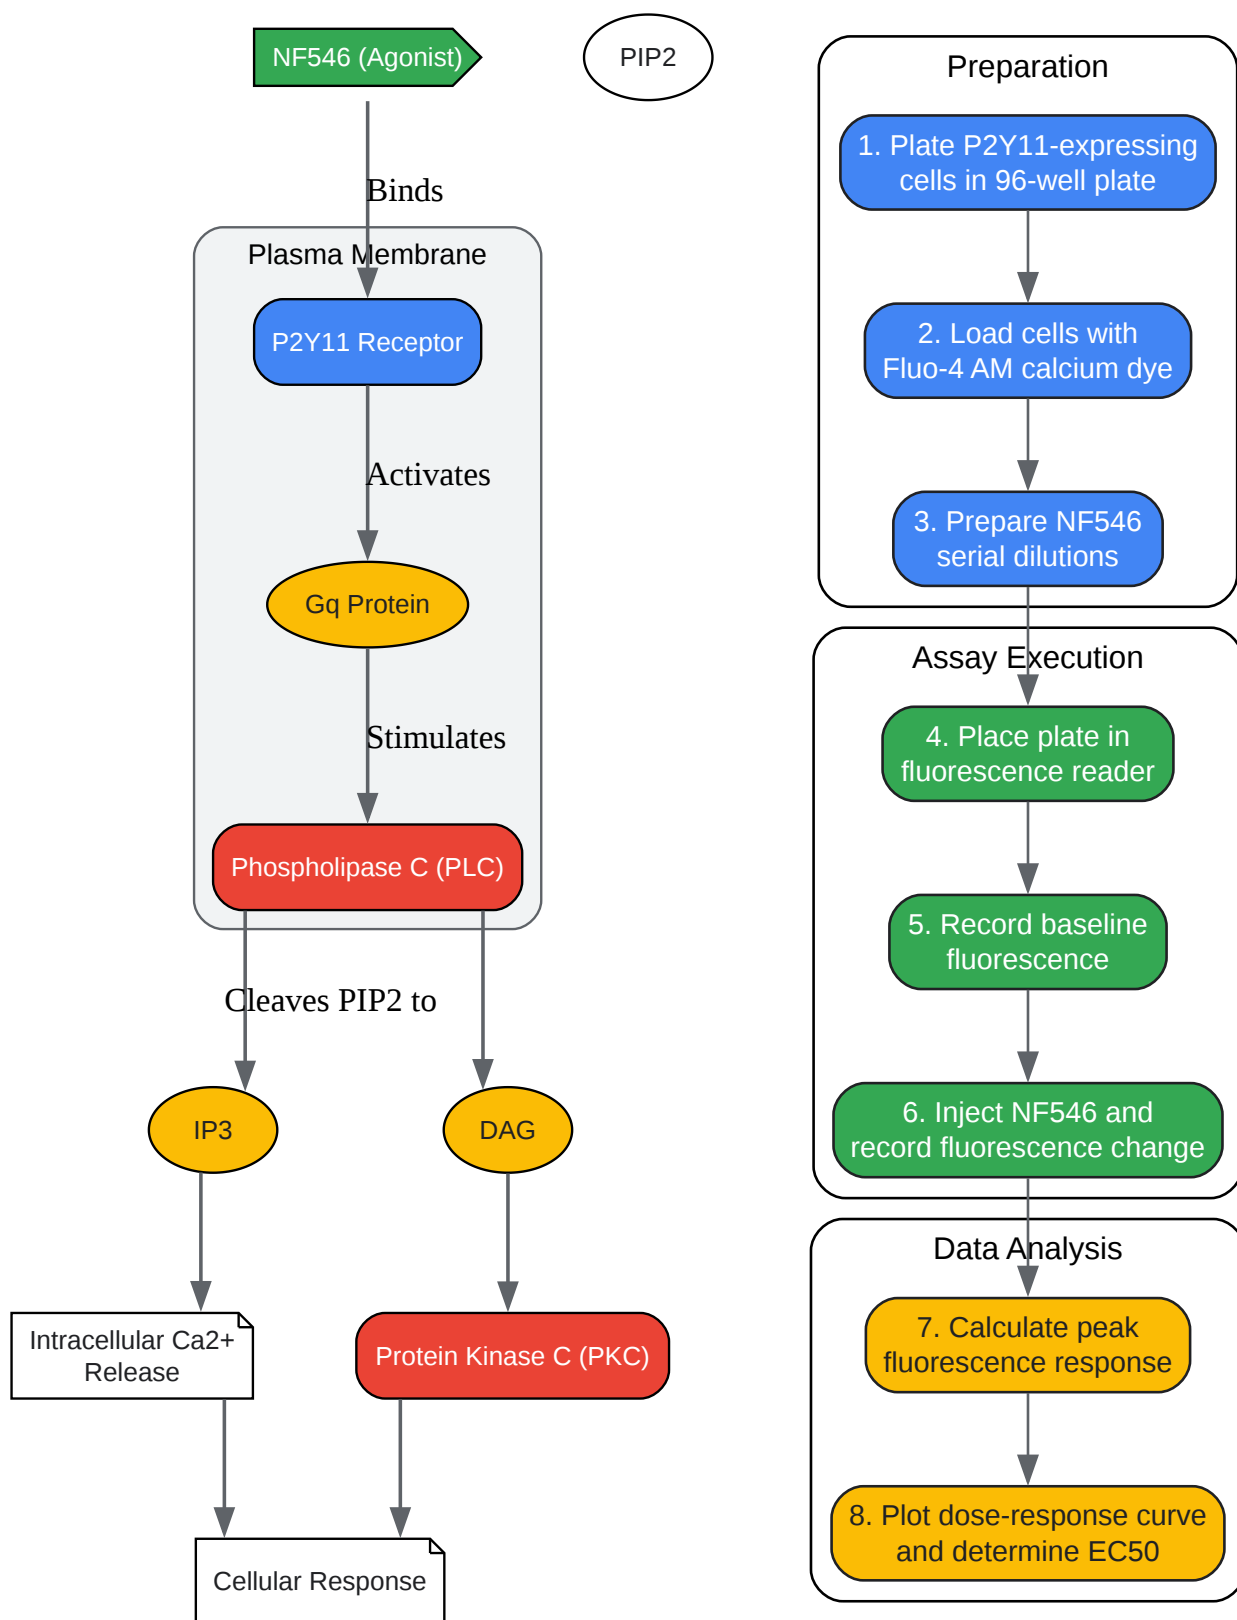 NF546 (Agonist)
PIP2
Binds
Plasma Membrane
P2Y11 Receptor
Activates
Gq Protein
Stimulates
Phospholipase C (PLC)
Cleaves PIP2 to
IP3
DAG
Intracellular Ca2+
Release
Protein Kinase C (PKC)
Cellular Response
Preparation
1. Plate P2Y11-expressing
cells in 96-well plate
2. Load cells with
Fluo-4 AM calcium dye
3. Prepare NF546
serial dilutions
Assay Execution
4. Place plate in
fluorescence reader
5. Record baseline
fluorescence
6. Inject NF546 and
record fluorescence change
Data Analysis
7. Calculate peak
fluorescence response
8. Plot dose-response curve
and determine EC50